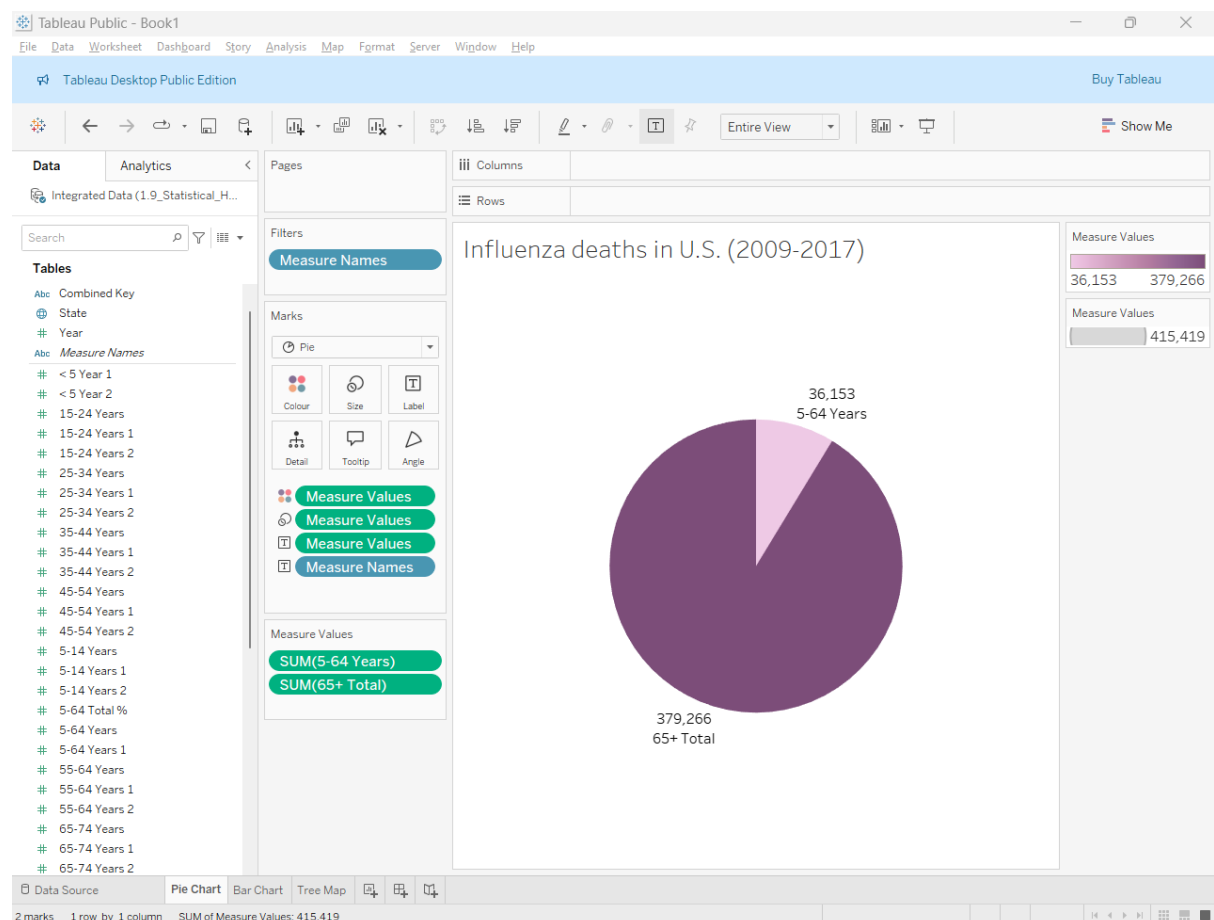 Tableau Public - Book1
File Data Worksheet Dashboard Story Analysis Map Format Server Window Help
Tableau Desktop Public Edition
Buy Tableau
Entire View
Show Me
Data Analytics
Integrated Data (1.9_Statistical_H...
Search
Tables
Abc Combined Key
State
# Year
Abc Measure Names
# < 5 Year 1
# < 5 Year 2
# 15-24 Years
# 15-24 Years 1
# 15-24 Years 2
# 25-34 Years
# 25-34 Years 1
# 25-34 Years 2
# 35-44 Years
# 35-44 Years 1
# 35-44 Years 2
# 45-54 Years
# 45-54 Years 1
# 45-54 Years 2
# 5-14 Years
# 5-14 Years 1
# 5-14 Years 2
# 5-64 Total %
# 5-64 Years
# 5-64 Years 1
# 55-64 Years
# 55-64 Years 1
# 55-64 Years 2
# 65-74 Years
# 65-74 Years 1
# 65-74 Years 2
Pages
Filters
Measure Names
Marks
Pie
Colour Size Label
Detail Tooltip Angle
Measure Values
Measure Values
Measure Values
Measure Names
Measure Values
SUM(5-64 Years)
SUM(65+ Total)
Columns
Rows
Influenza deaths in U.S. (2009-2017)
36,153
5-64 Years
379,266
65+ Total
Measure Values
36,153 379,266
Measure Values
415,419
Data Source Pie Chart Bar Chart Tree Map
2 marks 1 row by 1 column SUM of Measure Values: 415,419